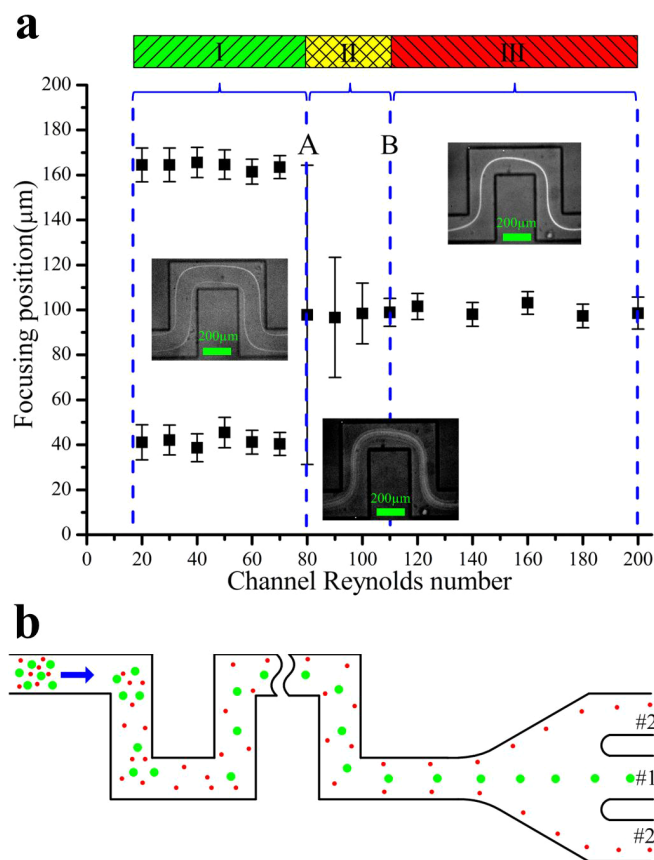 a
I II III
200
180
160
140
120
100
80
60
40
20
0
Focusing position(μm)
A B
200μm
200μm
200μm
0 20 40 60 80 100 120 140 160 180 200
Channel Reynolds number
b
#2
#1
#2